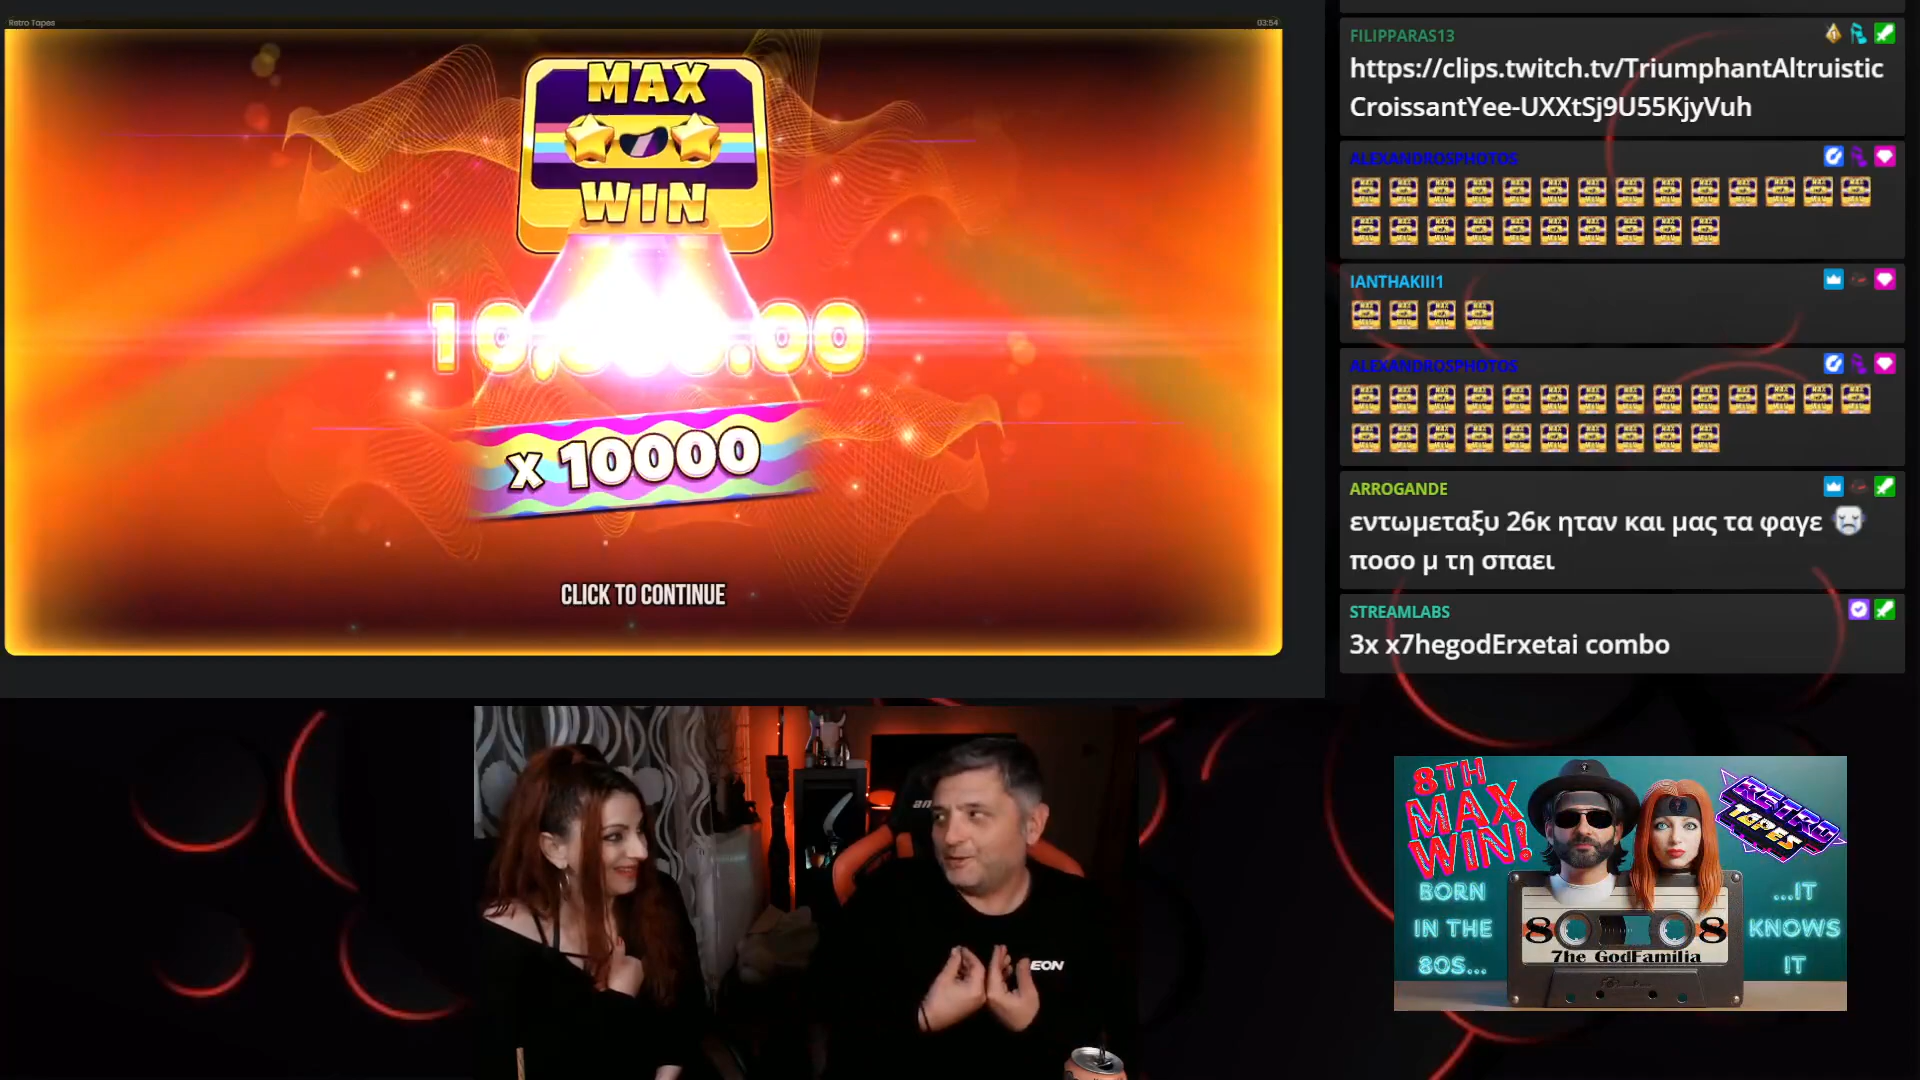 Retro Tapes
03:54
MAX
WIN
x 10000
CLICK TO CONTINUE
FILIPPARAS13
https://clips.twitch.tv/TriumphantAltruistic
CroissantYee-UXXtSj9U55KjyVuh
ALEXANDROSPHOTOS
IANTHAKIII1
ALEXANDROSPHOTOS
ARROGANDE
εντωμεταξυ 26κ ηταν και μας τα φαγε
ποσο μ τη σπαει
STREAMLABS
3x x7hegodErxetai combo
EON
8TH
MAX
WIN!
RETRO
TAPES
BORN
IN THE
80S...
...IT
KNOWS
IT
8 8
7he GodFamilia